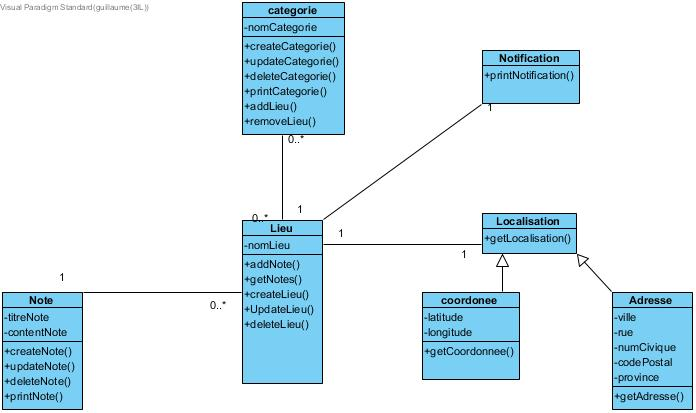 Visual Paradigm Standard(guillaume(3IL))
categorie
-nomCategorie
+createCategorie()
+updateCategorie()
+deleteCategorie()
+printCategorie()
+addLieu()
+removeLieu()
0..*
Notification
+printNotification()
1
0..*
1
Lieu
-nomLieu
+addNote()
+getNotes()
+createLieu()
+UpdateLieu()
+deleteLieu()
1
1
Localisation
+getLocalisation()
1
0..*
Note
-titreNote
-contentNote
+createNote()
+updateNote()
+deleteNote()
+printNote()
coordonee
-latitude
-longitude
+getCoordonnee()
Adresse
-ville
-rue
-numCivique
-codePostal
-province
+getAdresse()